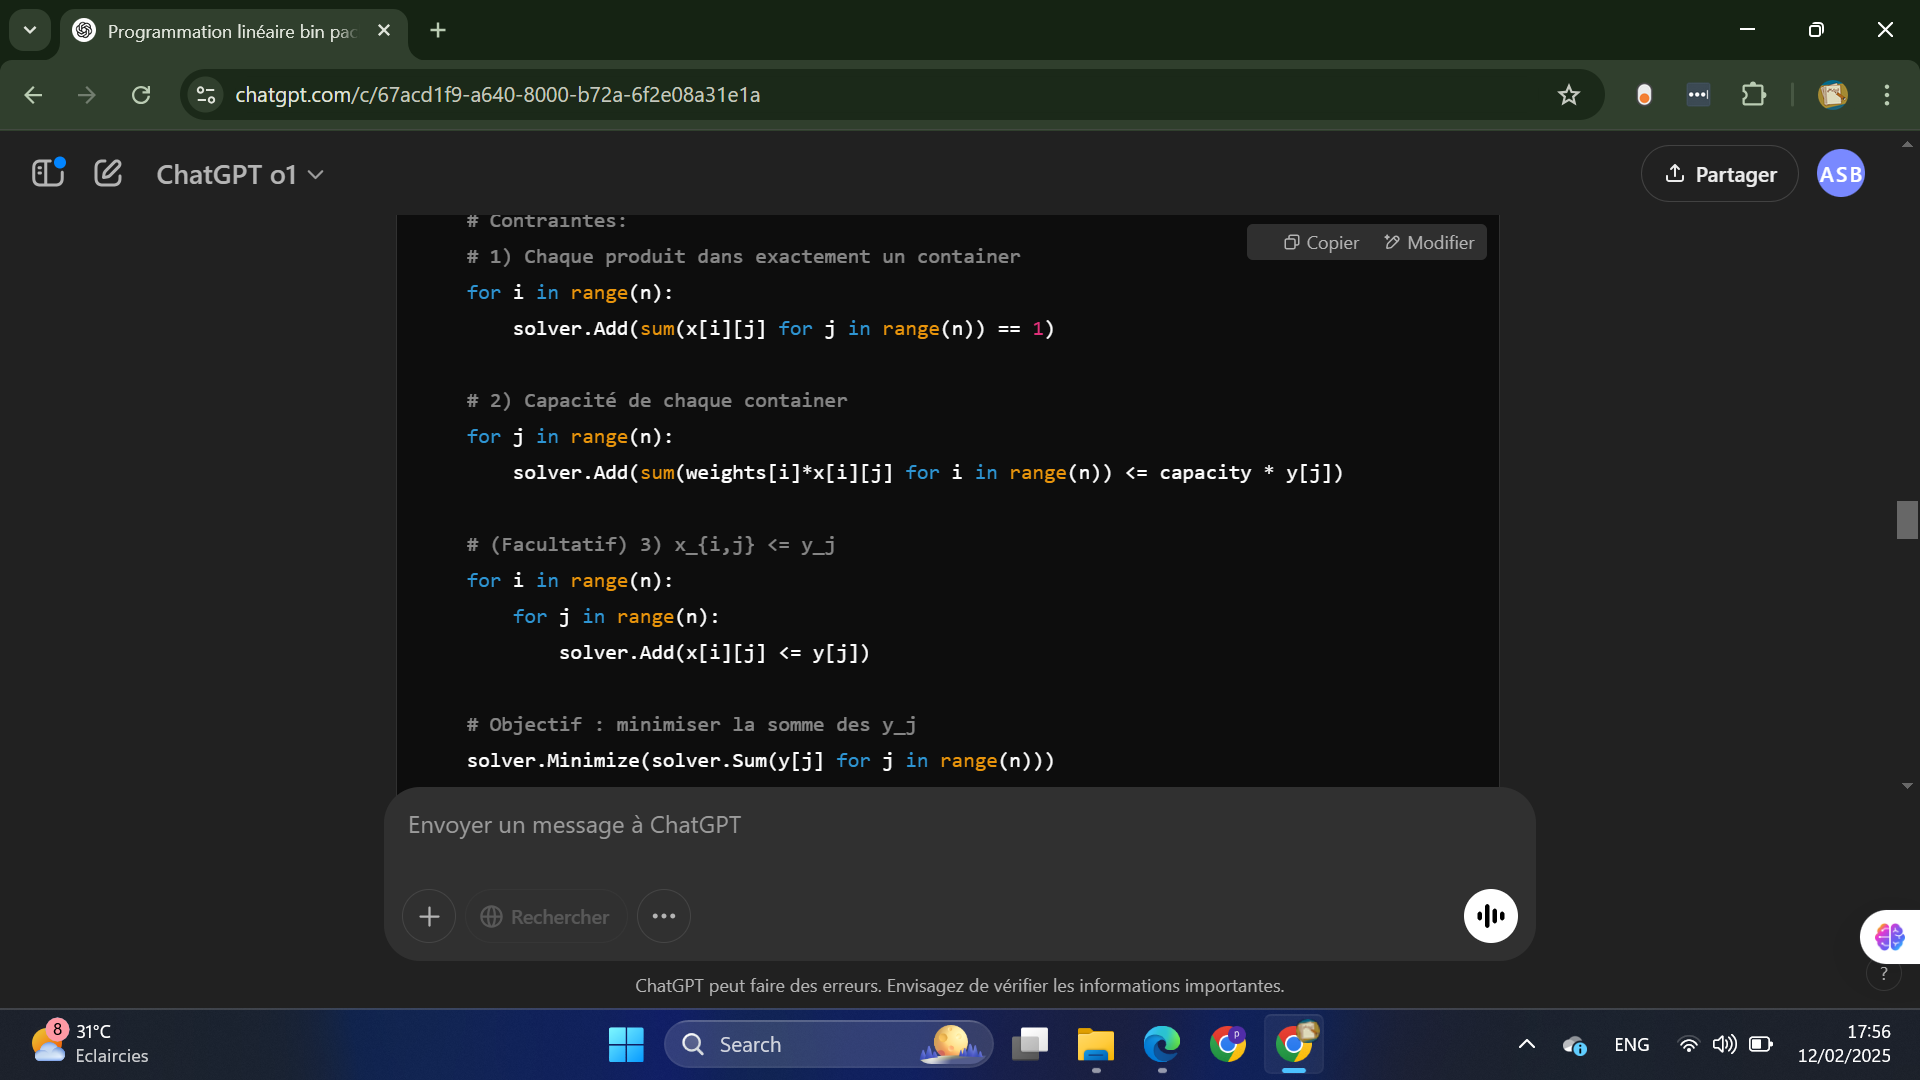 Programmation linéaire bin pac
chatgpt.com/c/67acd1f9-a640-8000-b72a-6f2e08a31e1a
ChatGPT o1
Partager
ASB
# Contraintes:
Copier Modifier
# 1) Chaque produit dans exactement un container
for i in range(n):
    solver.Add(sum(x[i][j] for j in range(n)) == 1)
# 2) Capacité de chaque container
for j in range(n):
    solver.Add(sum(weights[i]*x[i][j] for i in range(n)) <= capacity * y[j])
# (Facultatif) 3) x_{i,j} <= y_j
for i in range(n):
    for j in range(n):
        solver.Add(x[i][j] <= y[j])
# Objectif : minimiser la somme des y_j
solver.Minimize(solver.Sum(y[j] for j in range(n)))
Envoyer un message à ChatGPT
Rechercher
ChatGPT peut faire des erreurs. Envisagez de vérifier les informations importantes.
?
8
31°C
Eclaircies
Search
p
ENG
17:56
12/02/2025